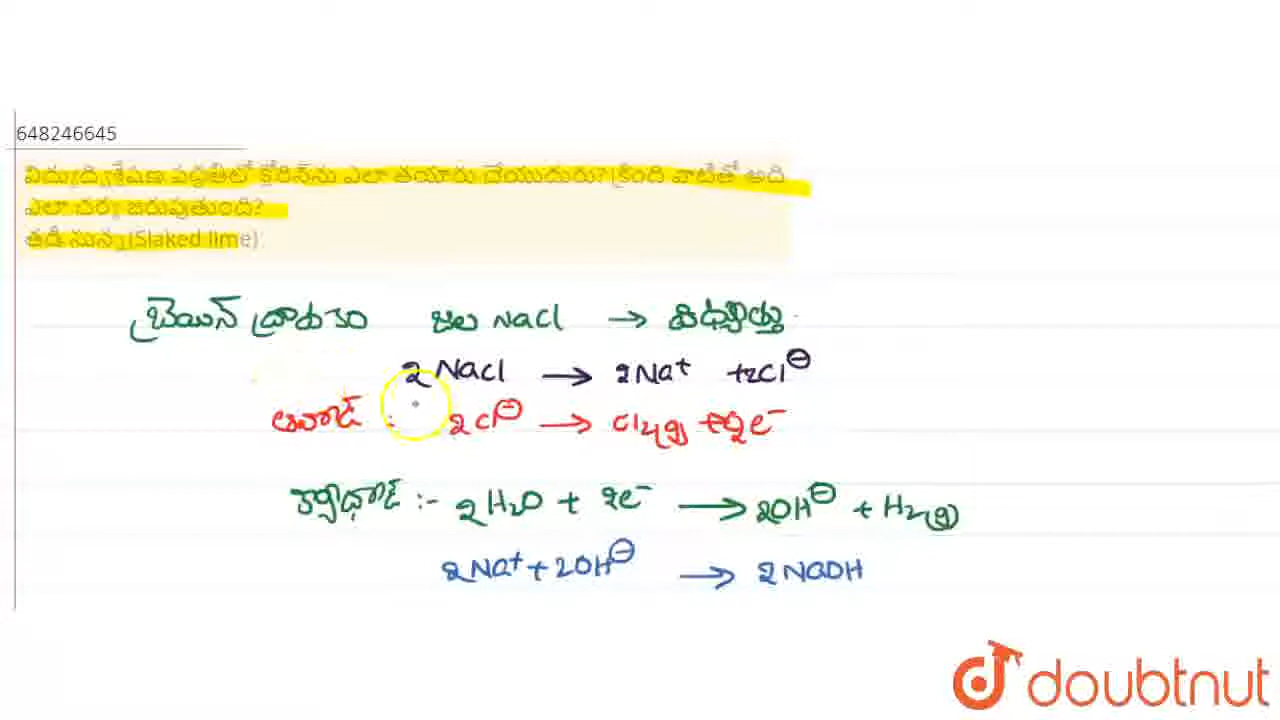 648246645
విద్యుద్విశ్లేషణ పద్ధతిలో క్లోరిన్‌ను ఎలా తయారు చేయుదురు? క్రింది వాటితో అది
ఎలా చర్య జరుపుతుంది?
తడి సున్నం (Slaked lime)
బ్రెయిన్ ద్రావణం జల NaCl → విధ్యుత్తు
2NaCl → 2Na⁺ + 2Cl⊖
ఆనోడ్ : 2Cl⊖ → Cl₂(g) + 2e⁻
:- 2H₂O + 2e⁻ → 2OH⊖ + H₂(g)
2Na⁺ + 2OH⊖ → 2NaOH
doubtnut